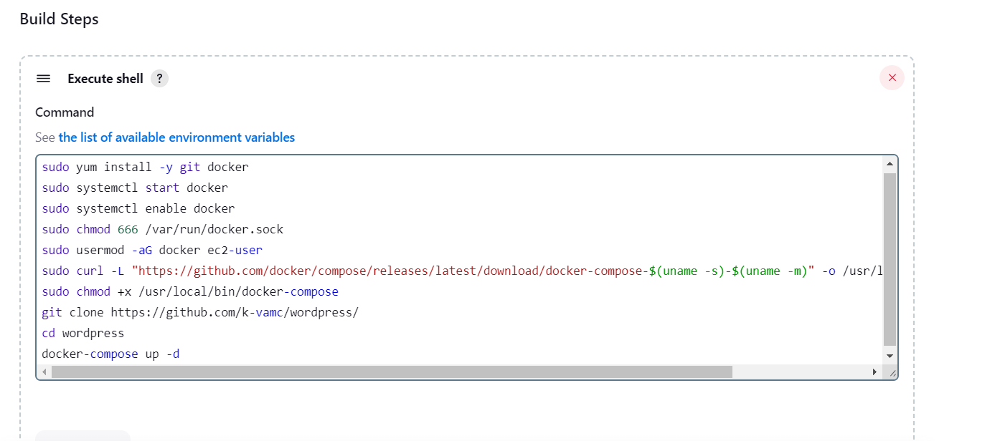 Build Steps
Execute shell ?
Command
See the list of available environment variables
sudo yum install -y git docker
sudo systemctl start docker
sudo systemctl enable docker
sudo chmod 666 /var/run/docker.sock
sudo usermod -aG docker ec2-user
sudo curl -L "https://github.com/docker/compose/releases/latest/download/docker-compose-$(uname -s)-$(uname -m)" -o /usr/l
sudo chmod +x /usr/local/bin/docker-compose
git clone https://github.com/k-vamc/wordpress/
cd wordpress
docker-compose up -d